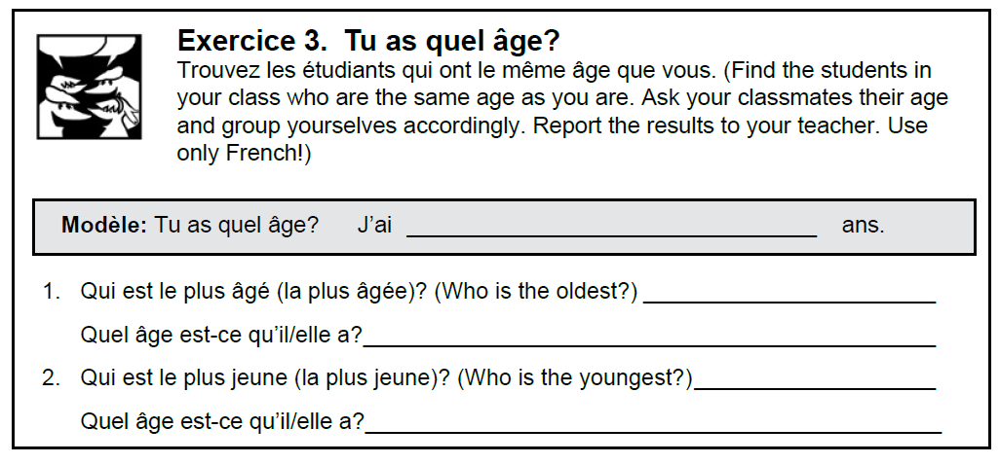 Exercice 3. Tu as quel âge?
Trouvez les étudiants qui ont le même âge que vous. (Find the students in
your class who are the same age as you are. Ask your classmates their age
and group yourselves accordingly. Report the results to your teacher. Use
only French!)
Modèle: Tu as quel âge? J'ai ______________________________ ans.
1. Qui est le plus âgé (la plus âgée)? (Who is the oldest?) ______________________
Quel âge est-ce qu'il/elle a?__________________________________________
2. Qui est le plus jeune (la plus jeune)? (Who is the youngest?)__________________
Quel âge est-ce qu'il/elle a?__________________________________________